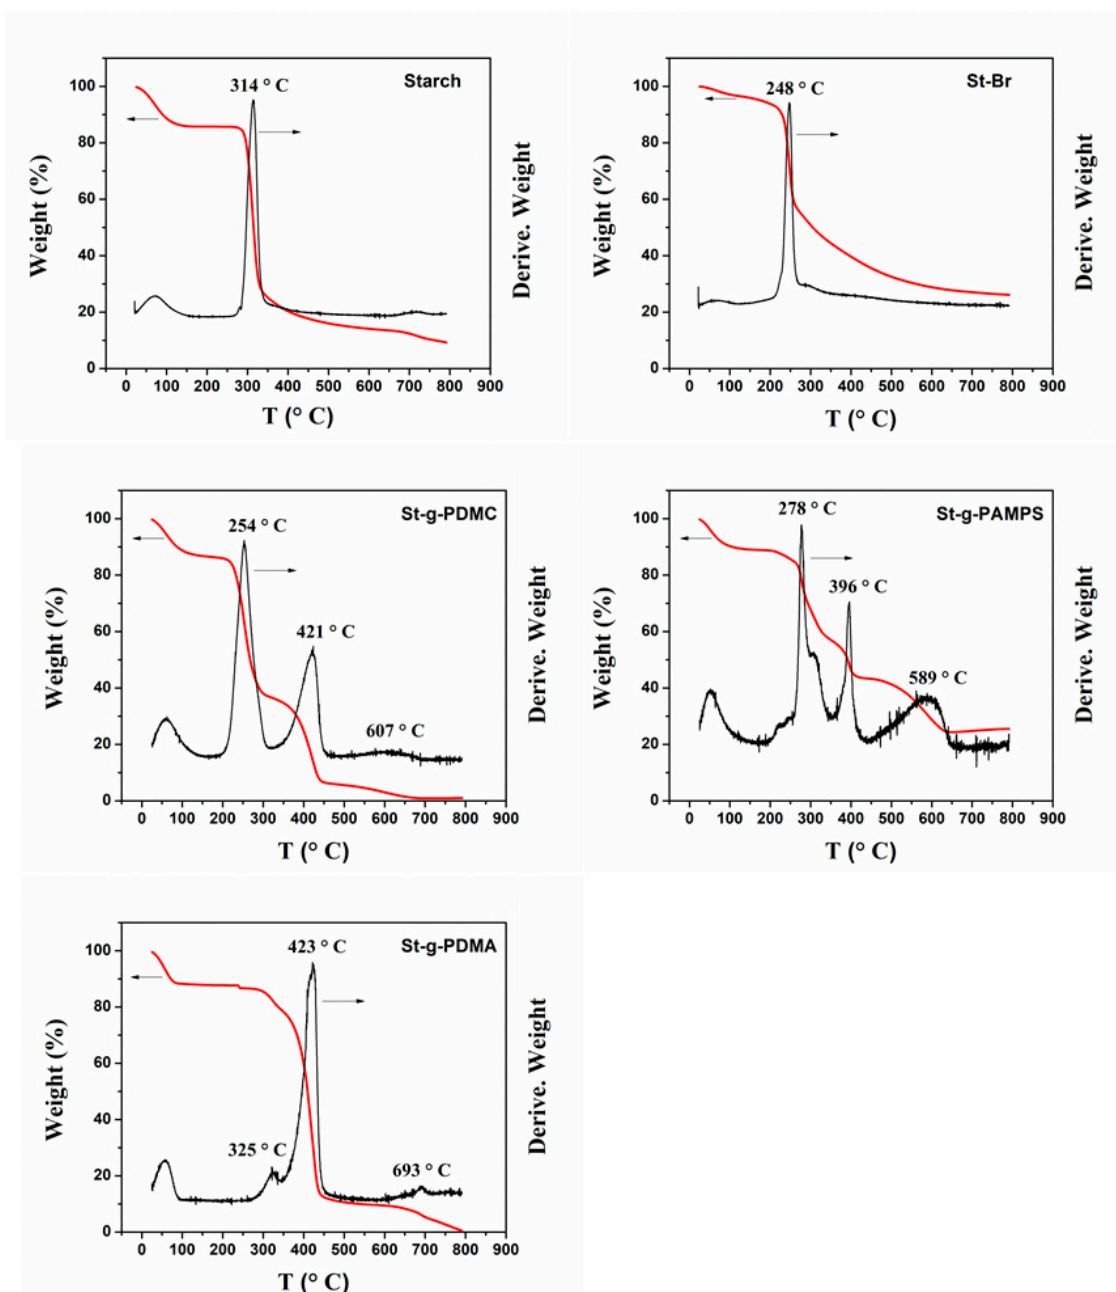 Starch
314 ° C
100
80
60
40
20
0
Weight (%)
Derive. Weight
0 100 200 300 400 500 600 700 800 900
T (° C)
St-Br
248 ° C
100
80
60
40
20
0
Weight (%)
Derive. Weight
0 100 200 300 400 500 600 700 800 900
T (° C)
St-g-PDMC
254 ° C
421 ° C
607 ° C
100
80
60
40
20
0
Weight (%)
Derive. Weight
0 100 200 300 400 500 600 700 800 900
T (° C)
St-g-PAMPS
278 ° C
396 ° C
589 ° C
100
80
60
40
20
0
Weight (%)
Derive. Weight
0 100 200 300 400 500 600 700 800 900
T (° C)
St-g-PDMA
423 ° C
325 ° C
693 ° C
100
80
60
40
20
0
Weight (%)
Derive. Weight
0 100 200 300 400 500 600 700 800 900
T (° C)